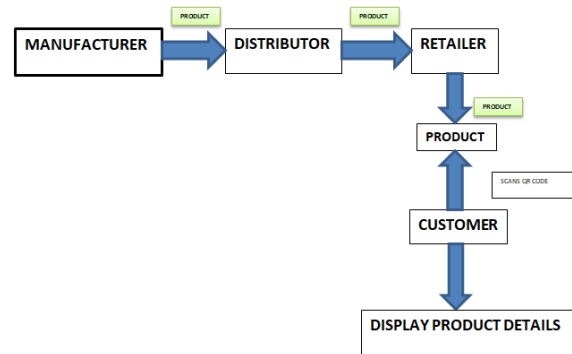 PRODUCT
PRODUCT
MANUFACTURER
DISTRIBUTOR
RETAILER
PRODUCT
PRODUCT
SCANS QR CODE
CUSTOMER
DISPLAY PRODUCT DETAILS